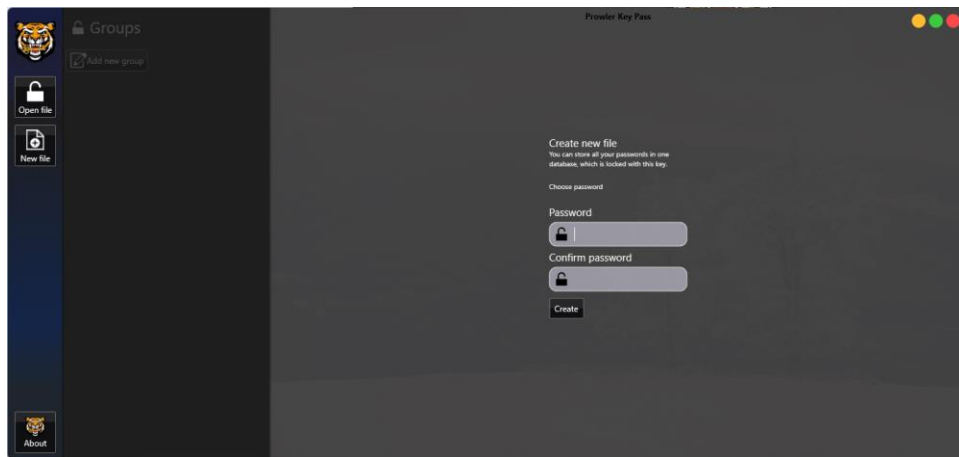 Prowler Key Pass
Groups
Add new group
Open file
New file
Create new file
You can store all your passwords in one
database, which is locked with this key.
Choose password
Password
Confirm password
Create
About